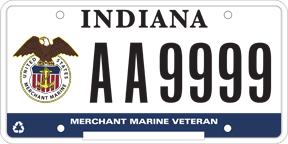 INDIANA
UNITED STATES
MERCHANT MARINE
AA9999
MERCHANT MARINE VETERAN